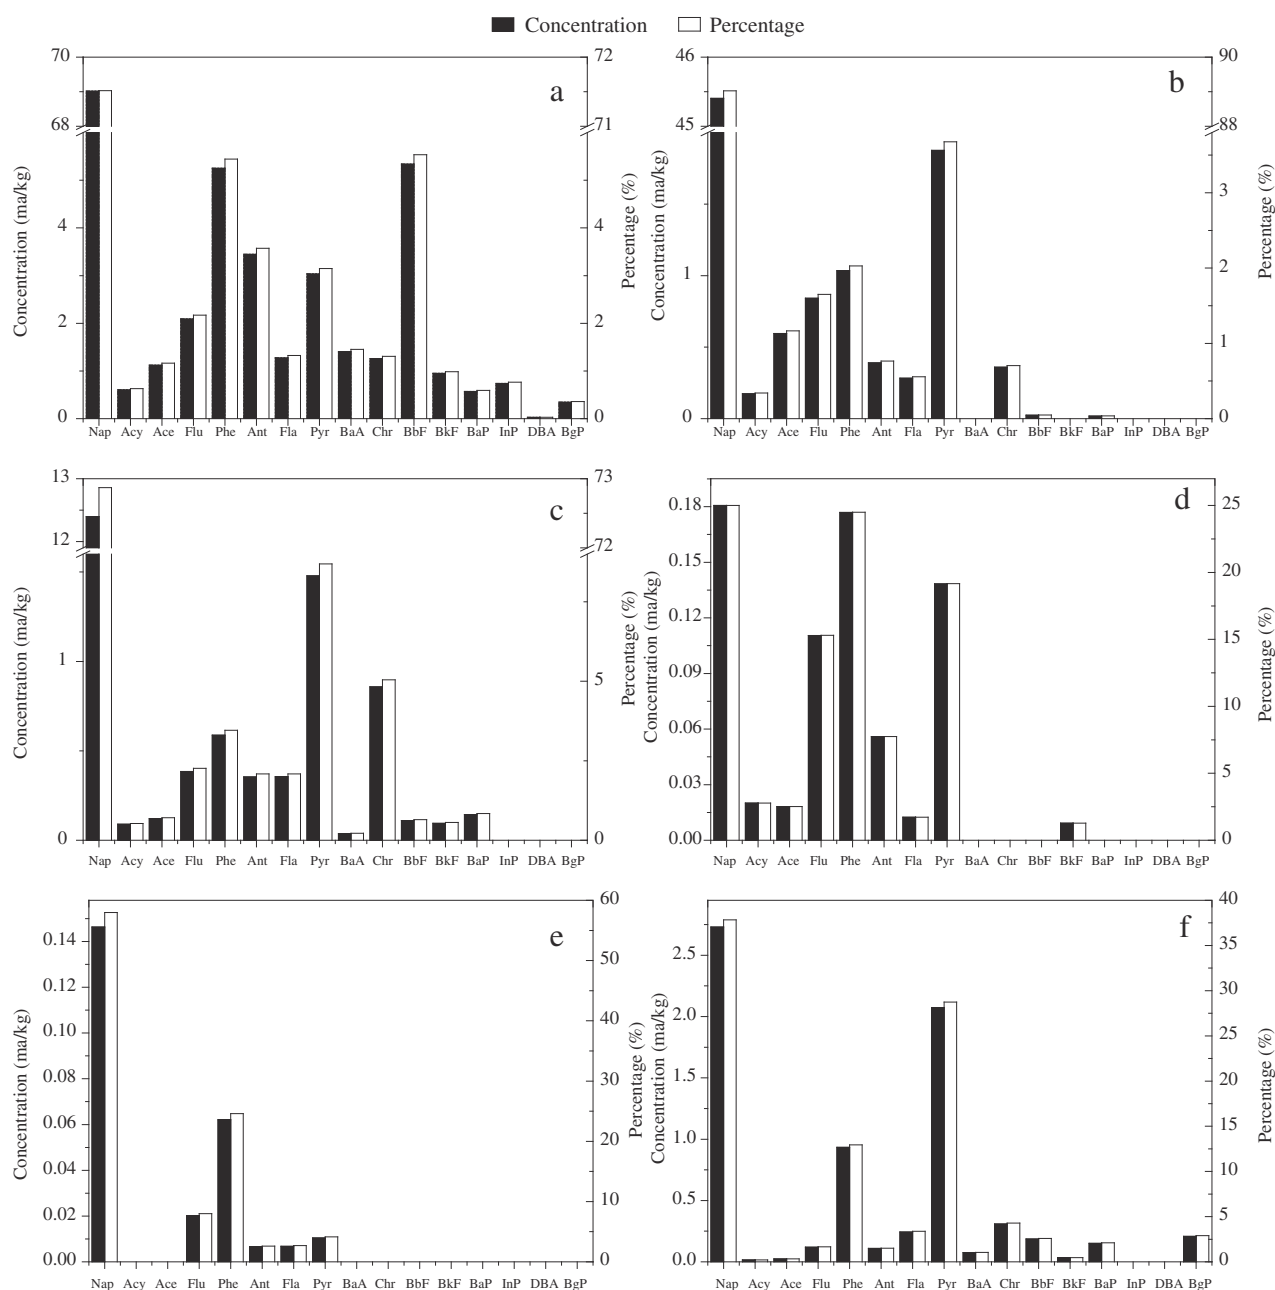 Concentration Percentage
a
70
68
4
2
0
72
71
4
2
0
Concentration (ma/kg)
Percentage (%)
Nap Acy Ace Flu Phe Ant Fla Pyr BaA Chr BbF BkF BaP InP DBA BgP
b
46
45
1
0
90
88
3
2
1
0
Concentration (ma/kg)
Percentage (%)
Nap Acy Ace Flu Phe Ant Fla Pyr BaA Chr BbF BkF BaP InP DBA BgP
c
13
12
1
0
73
72
5
0
Concentration (ma/kg)
Percentage (%)
Nap Acy Ace Flu Phe Ant Fla Pyr BaA Chr BbF BkF BaP InP DBA BgP
d
0.18
0.15
0.12
0.09
0.06
0.03
0.00
25
20
15
10
5
0
Concentration (ma/kg)
Percentage (%)
Nap Acy Ace Flu Phe Ant Fla Pyr BaA Chr BbF BkF BaP InP DBA BgP
e
0.14
0.12
0.10
0.08
0.06
0.04
0.02
0.00
60
50
40
30
20
10
0
Concentration (ma/kg)
Percentage (%)
Nap Acy Ace Flu Phe Ant Fla Pyr BaA Chr BbF BkF BaP InP DBA BgP
f
2.5
2.0
1.5
1.0
0.5
0.0
40
35
30
25
20
15
10
5
0
Concentration (ma/kg)
Percentage (%)
Nap Acy Ace Flu Phe Ant Fla Pyr BaA Chr BbF BkF BaP InP DBA BgP